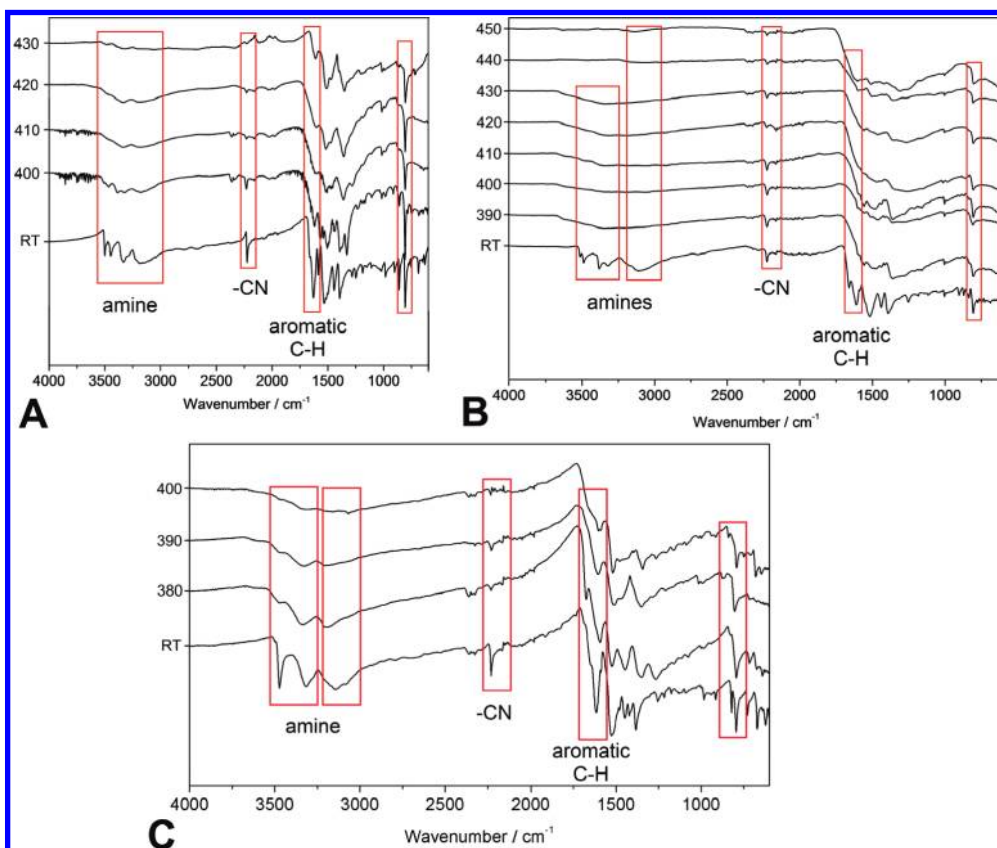 430
420
410
400
RT
amine
-CN
aromatic
C-H
4000 3500 3000 2500 2000 1500 1000
Wavenumber / cm⁻¹
A
450
440
430
420
410
400
390
RT
amines
-CN
aromatic
C-H
4000 3500 3000 2500 2000 1500 1000
Wavenumber / cm⁻¹
B
400
390
380
RT
amine
-CN
aromatic
C-H
4000 3500 3000 2500 2000 1500 1000
Wavenumber / cm⁻¹
C